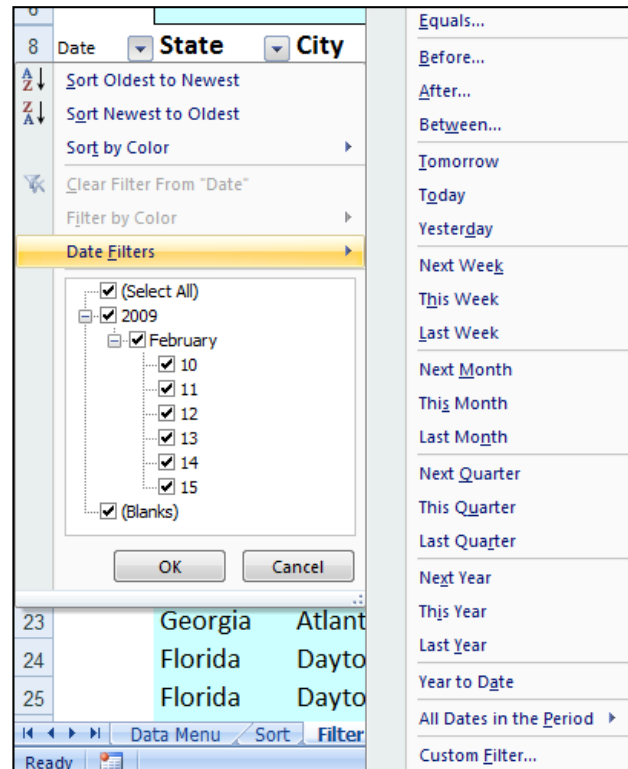 6
8 Date State City
Sort Oldest to Newest
Sort Newest to Oldest
Sort by Color
Clear Filter From "Date"
Filter by Color
Date Filters
(Select All)
2009
February
10
11
12
13
14
15
(Blanks)
OK Cancel
23 Georgia Atlant
24 Florida Dayto
25 Florida Dayto
Data Menu Sort Filter
Ready
Equals...
Before...
After...
Between...
Tomorrow
Today
Yesterday
Next Week
This Week
Last Week
Next Month
This Month
Last Month
Next Quarter
This Quarter
Last Quarter
Next Year
This Year
Last Year
Year to Date
All Dates in the Period
Custom Filter...